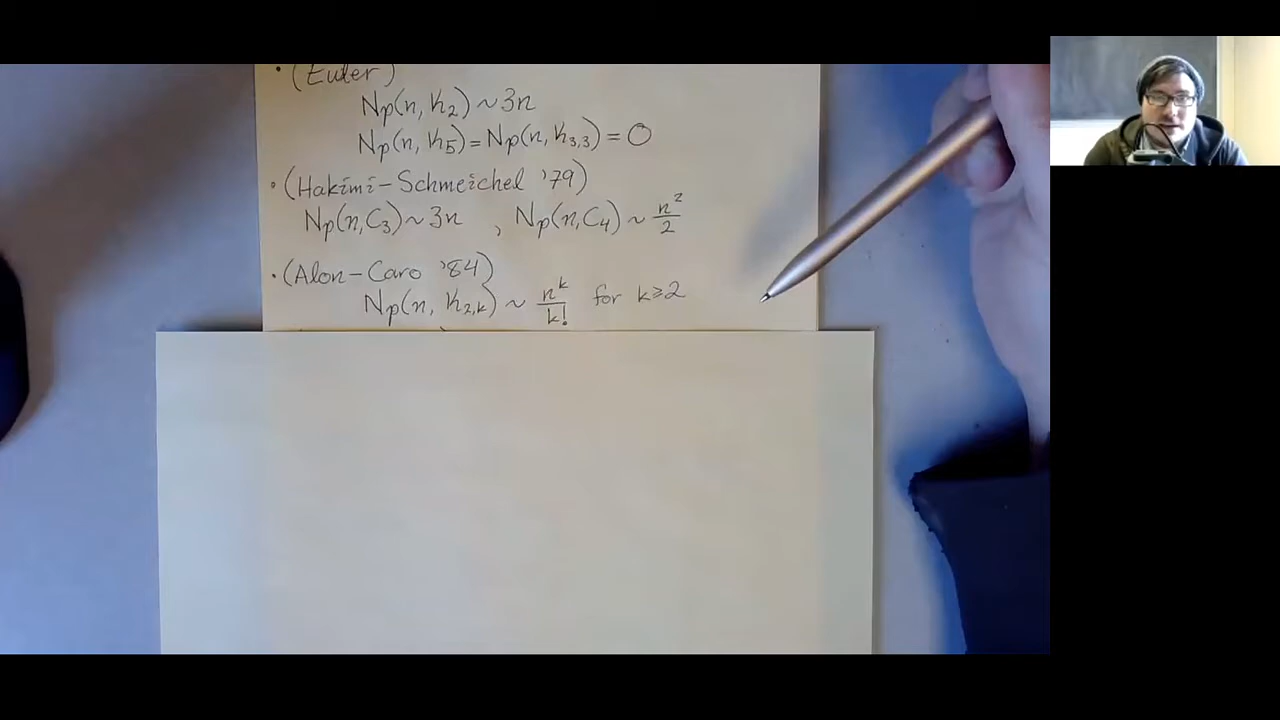 • (Euler)
Np(n, K₂) ~ 3n
Np(n, K₅) = Np(n, K₃,₃) = 0
• (Hakimi-Schmeichel '79)
Np(n, C₃) ~ 3n , Np(n, C₄) ~ n²/2
• (Alon-Caro '84)
Np(n, K₂,ₖ) ~ nᵏ/k! for k≥2